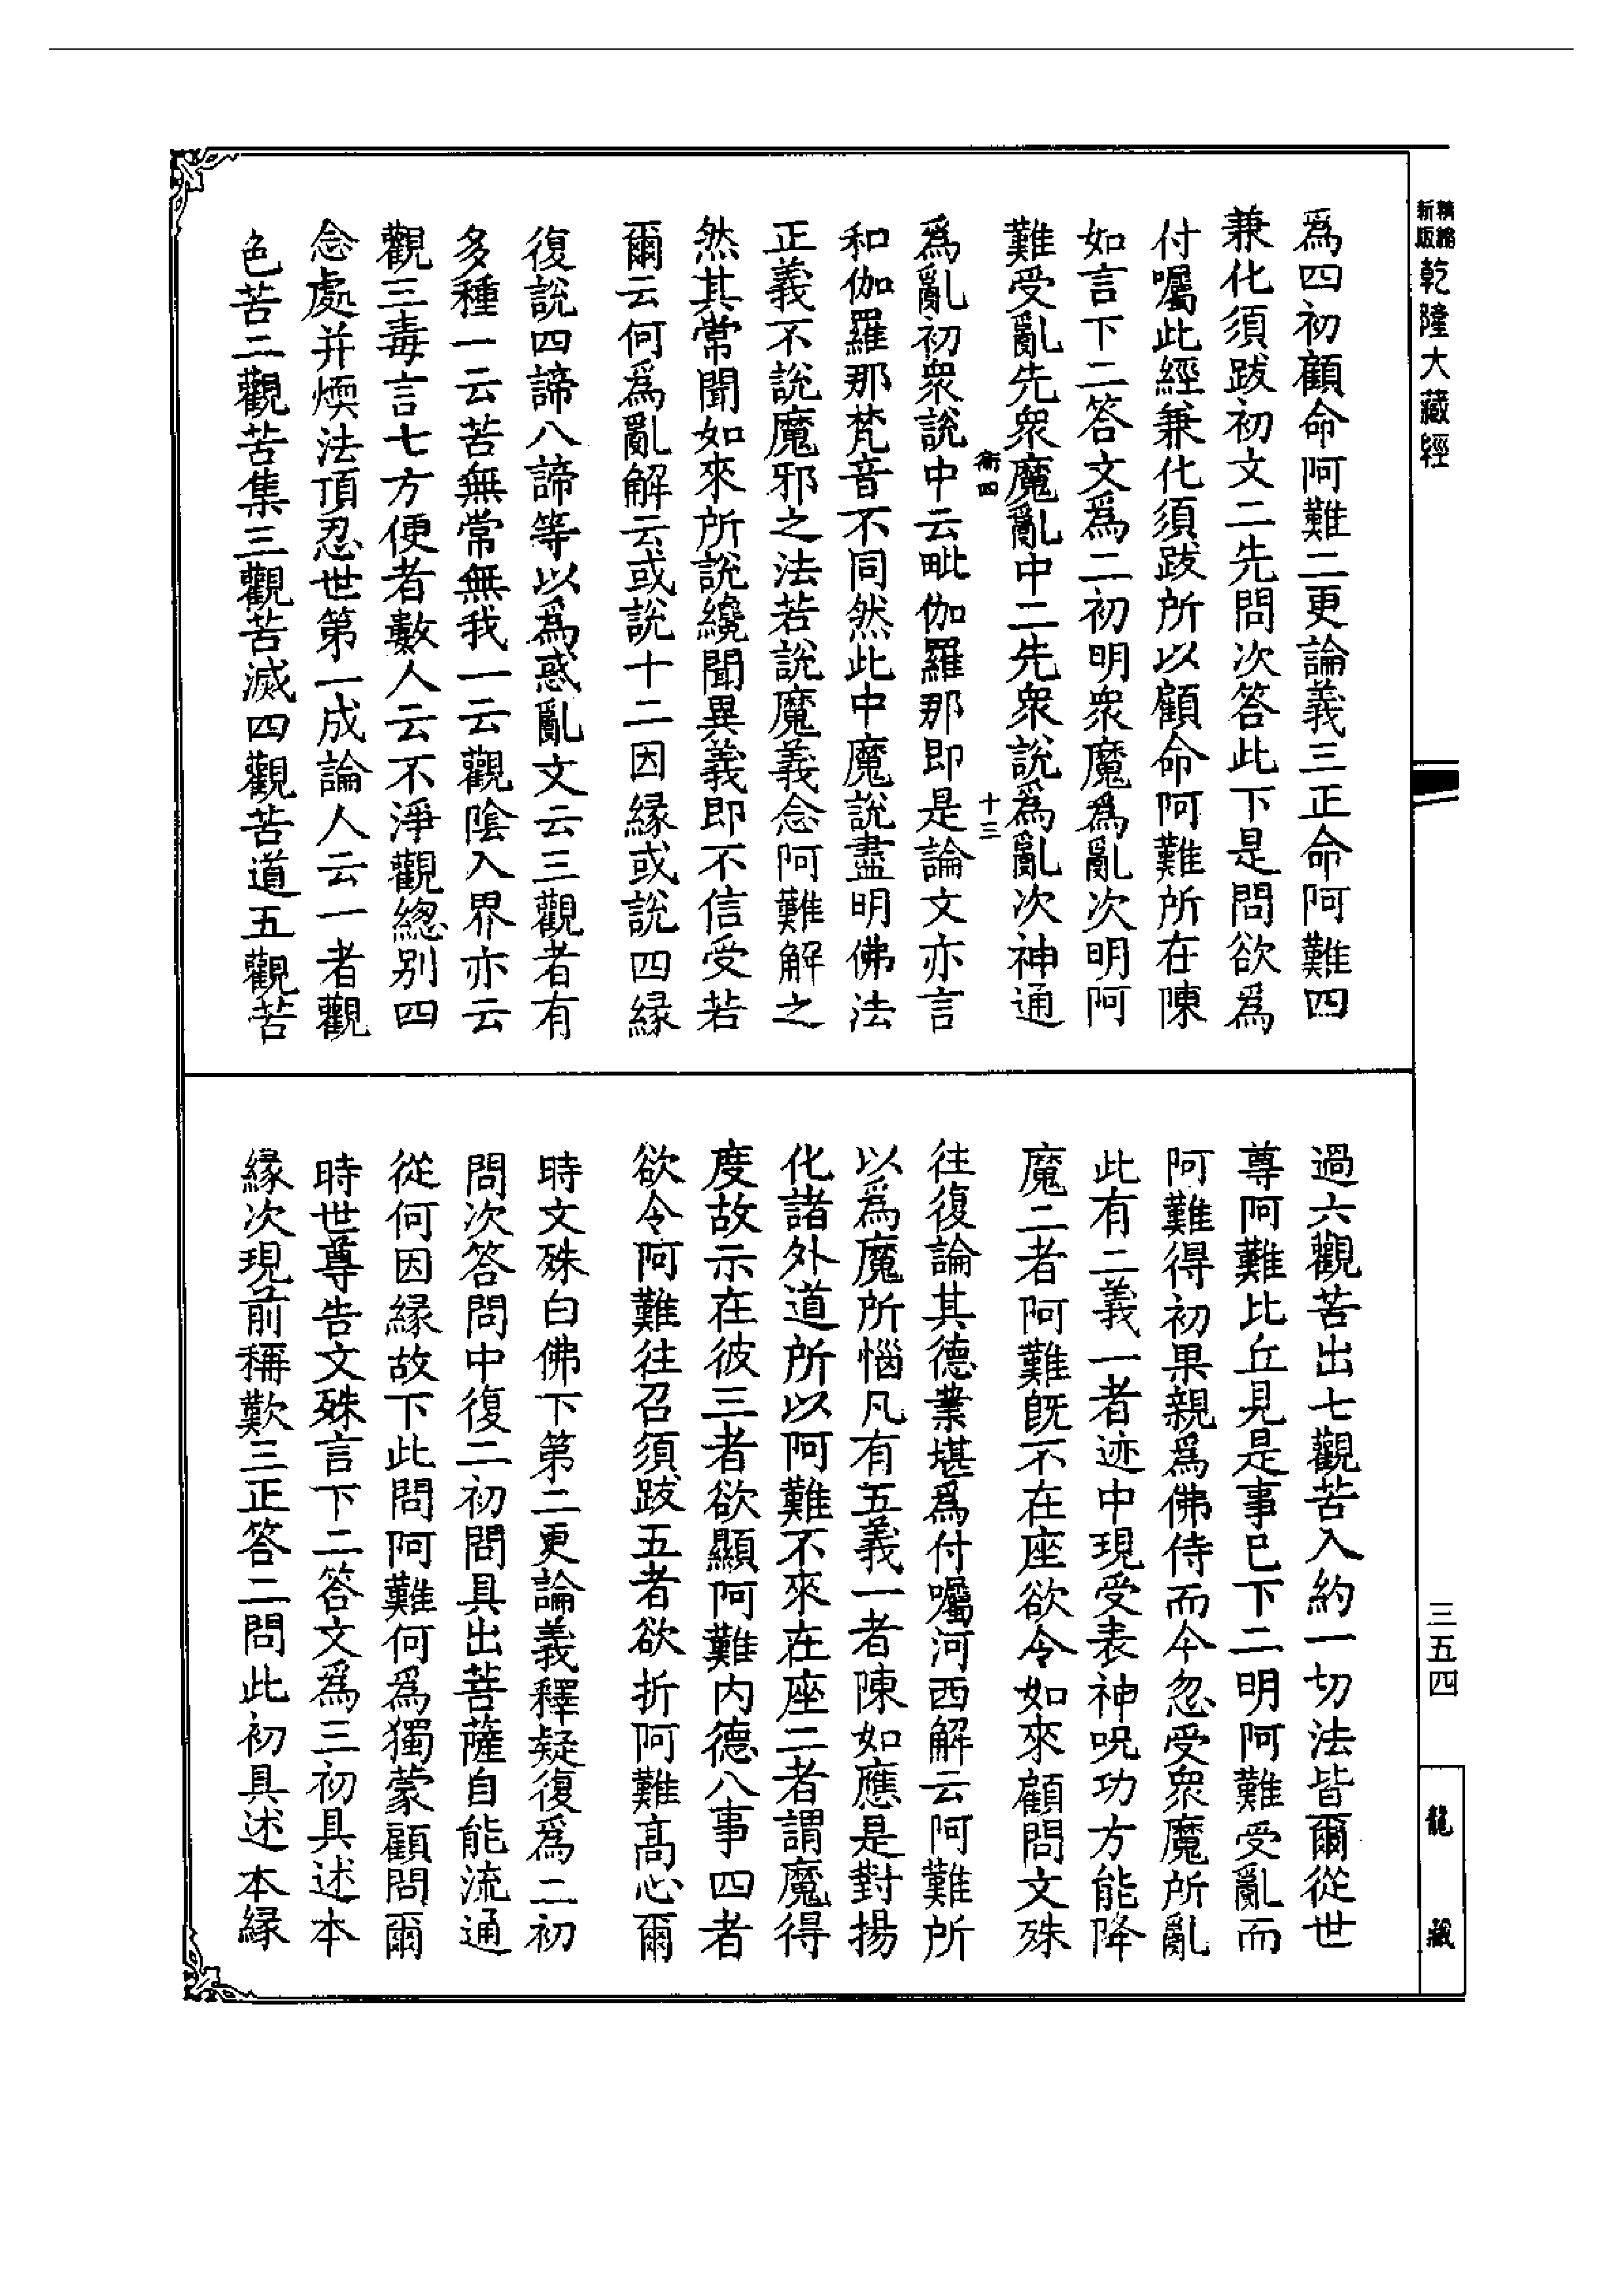 新版精縮乾隆大藏經
為四初顧命阿難二更論義三正命阿難四
兼化須跋初文二先問次答此下是問欲為
付囑此經兼化須跋所以顧命阿難所在陳
如言下二答文為二初明衆魔為亂次明阿
難受亂先衆魔亂中二先衆說為亂次神通
衛四
十三
為亂初衆說中云毗伽羅那即是論文亦言
和伽羅那梵音不同然此中魔說盡明佛法
正義不說魔邪之法若說魔義念阿難解之
然其常聞如來所說纔聞異義即不信受若
爾云何為亂解云或說十二因緣或說四緣
復說四諦八諦等以為惑亂文云三觀者有
多種一云苦無常無我一云觀陰入界亦云
觀三毒言七方便者數人云不淨觀緫別四
念處并煗法頂忍世第一成論人云一者觀
色苦二觀苦集三觀苦滅四觀苦道五觀苦
過六觀苦出七觀苦入約一切法皆爾從世
尊阿難比丘見是事已下二明阿難受亂而
阿難得初果親為佛侍而今忽受衆魔所亂
此有二義一者迹中現受表神呪功方能降
魔二者阿難旣不在座欲令如來顧問文殊
往復論其德業堪為付囑河西解云阿難所
以為魔所惱凡有五義一者陳如應是對揚
化諸外道所以阿難不來在座二者謂魔得
度故示在彼三者欲顯阿難内德八事四者
欲令阿難往召須跋五者欲折阿難髙心爾
時文殊白佛下第二更論義釋疑復為二初
問次答問中復二初問具出菩薩自能流通
從何因緣故下此問阿難何為獨蒙顧問爾
時世尊告文殊言下二答文為三初具述本
緣次現前稱歎三正答二問此初具述本緣
三五四
龍藏